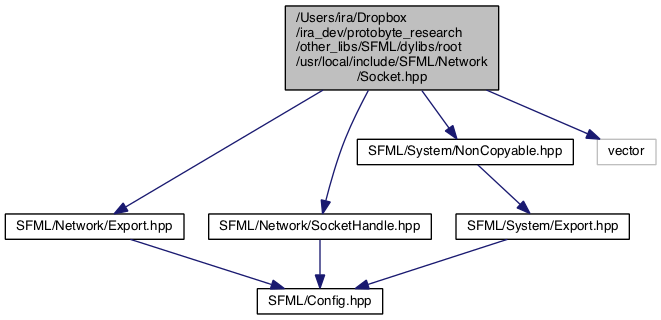 /Users/ira/Dropbox
/ira_dev/protobyte_research
/other_libs/SFML/dylibs/root
/usr/local/include/SFML/Network
/Socket.hpp
SFML/System/NonCopyable.hpp
vector
SFML/Network/Export.hpp
SFML/Network/SocketHandle.hpp
SFML/System/Export.hpp
SFML/Config.hpp